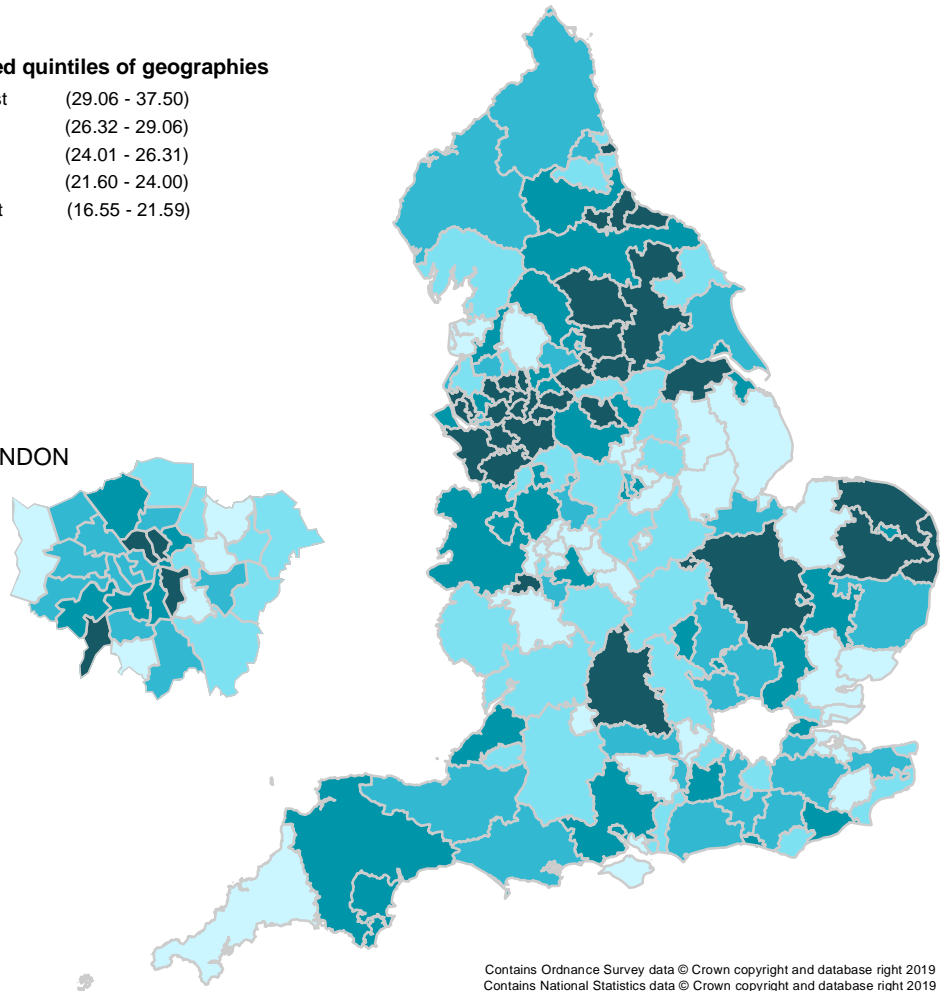 ed quintiles of geographies
st (29.06 - 37.50)
(26.32 - 29.06)
(24.01 - 26.31)
(21.60 - 24.00)
t (16.55 - 21.59)
NDON
Contains Ordnance Survey data © Crown copyright and database right 2019
Contains National Statistics data © Crown copyright and database right 2019